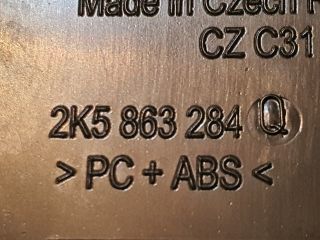 Made in Czech
CZ C31
2K5 863 284 Q
> PC + ABS <